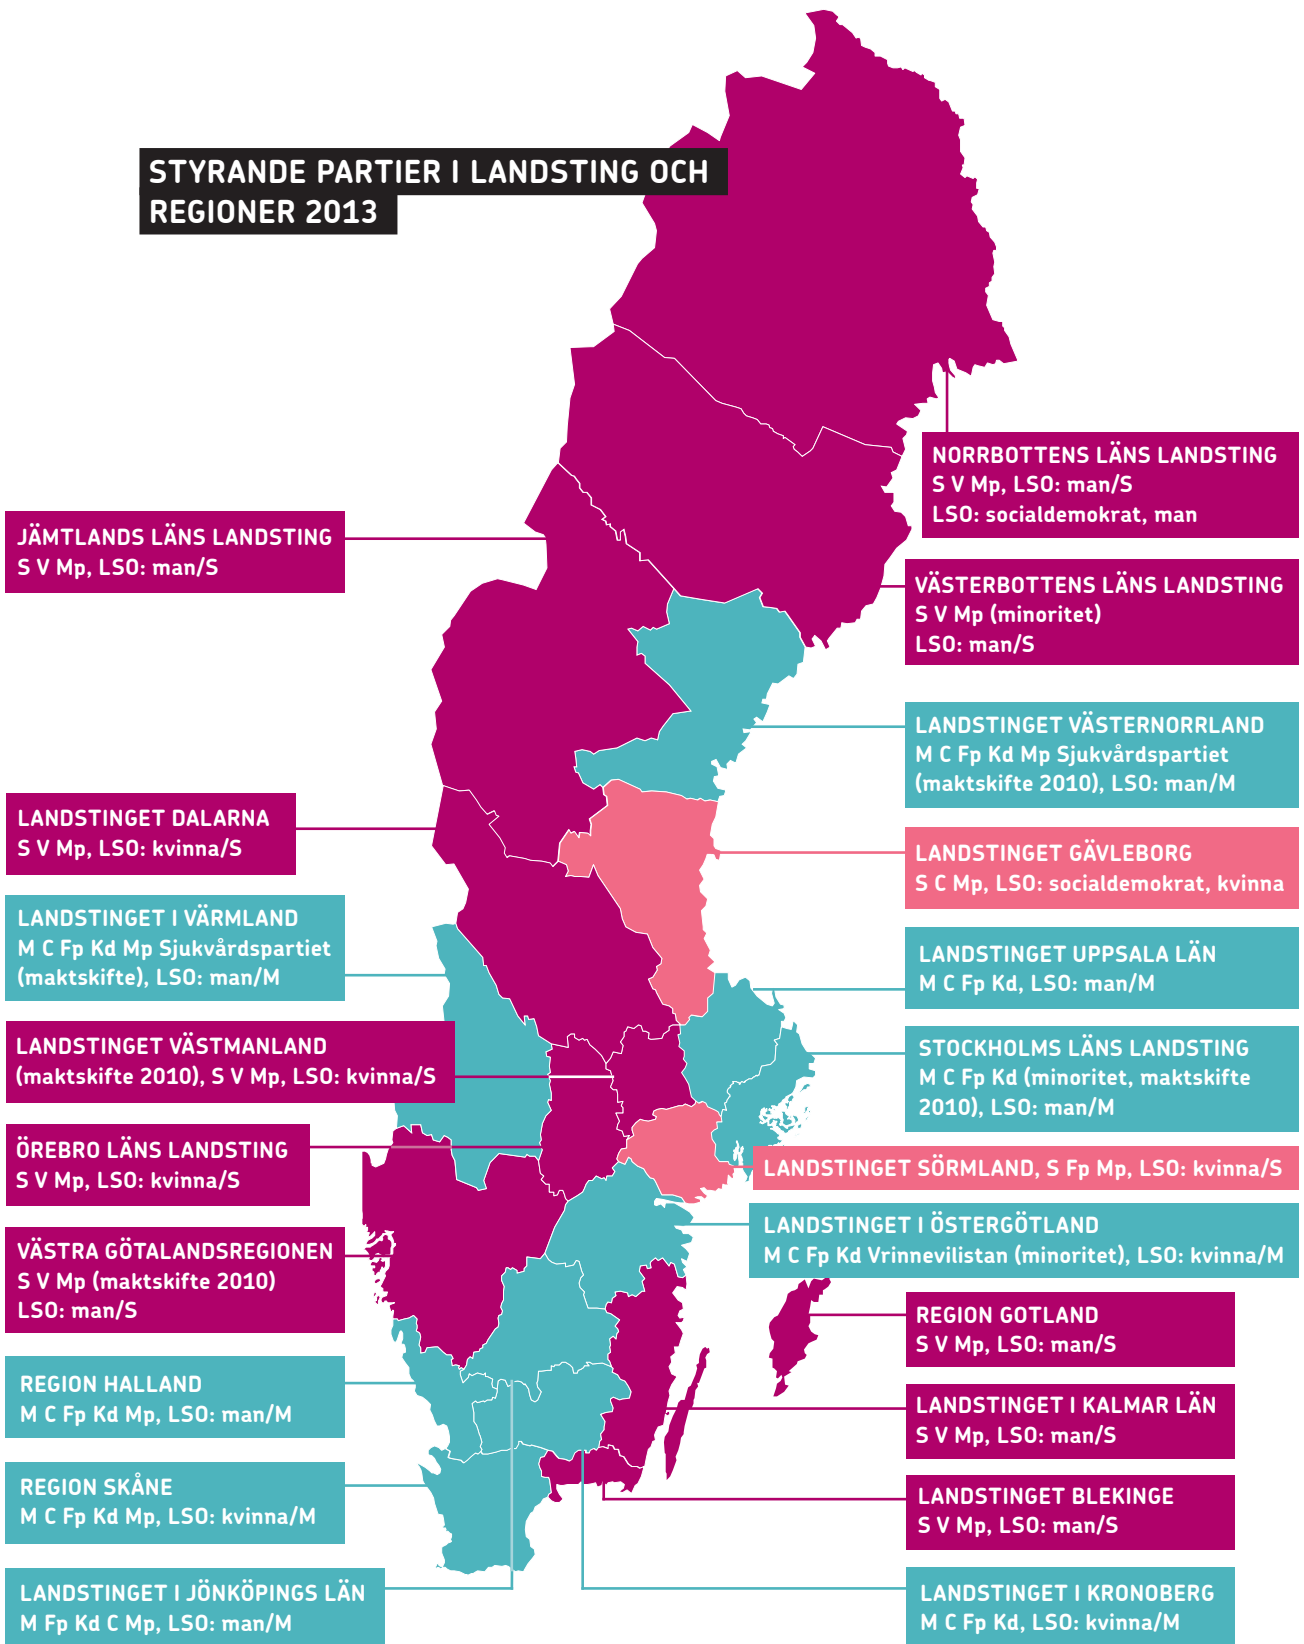 STYRANDE PARTIER I LANDSTING OCH
REGIONER 2013
NORRBOTTENS LÄNS LANDSTING
S V Mp, LSO: man/S
LSO: socialdemokrat, man
JÄMTLANDS LÄNS LANDSTING
S V Mp, LSO: man/S
VÄSTERBOTTENS LÄNS LANDSTING
S V Mp (minoritet)
LSO: man/S
LANDSTINGET VÄSTERNORRLAND
M C Fp Kd Mp Sjukvårdspartiet
(maktskifte 2010), LSO: man/M
LANDSTINGET DALARNA
S V Mp, LSO: kvinna/S
LANDSTINGET GÄVLEBORG
S C Mp, LSO: socialdemokrat, kvinna
LANDSTINGET I VÄRMLAND
M C Fp Kd Mp Sjukvårdspartiet
(maktskifte), LSO: man/M
LANDSTINGET UPPSALA LÄN
M C Fp Kd, LSO: man/M
LANDSTINGET VÄSTMANLAND
(maktskifte 2010), S V Mp, LSO: kvinna/S
STOCKHOLMS LÄNS LANDSTING
M C Fp Kd (minoritet, maktskifte
2010), LSO: man/M
ÖREBRO LÄNS LANDSTING
S V Mp, LSO: kvinna/S
LANDSTINGET SÖRMLAND, S Fp Mp, LSO: kvinna/S
LANDSTINGET I ÖSTERGÖTLAND
M C Fp Kd Vrinnevilistan (minoritet), LSO: kvinna/M
VÄSTRA GÖTALANDSREGIONEN
S V Mp (maktskifte 2010)
LSO: man/S
REGION GOTLAND
S V Mp, LSO: man/S
REGION HALLAND
M C Fp Kd Mp, LSO: man/M
LANDSTINGET I KALMAR LÄN
S V Mp, LSO: man/S
REGION SKÅNE
M C Fp Kd Mp, LSO: kvinna/M
LANDSTINGET BLEKINGE
S V Mp, LSO: man/S
LANDSTINGET I JÖNKÖPINGS LÄN
M Fp Kd C Mp, LSO: man/M
LANDSTINGET I KRONOBERG
M C Fp Kd, LSO: kvinna/M